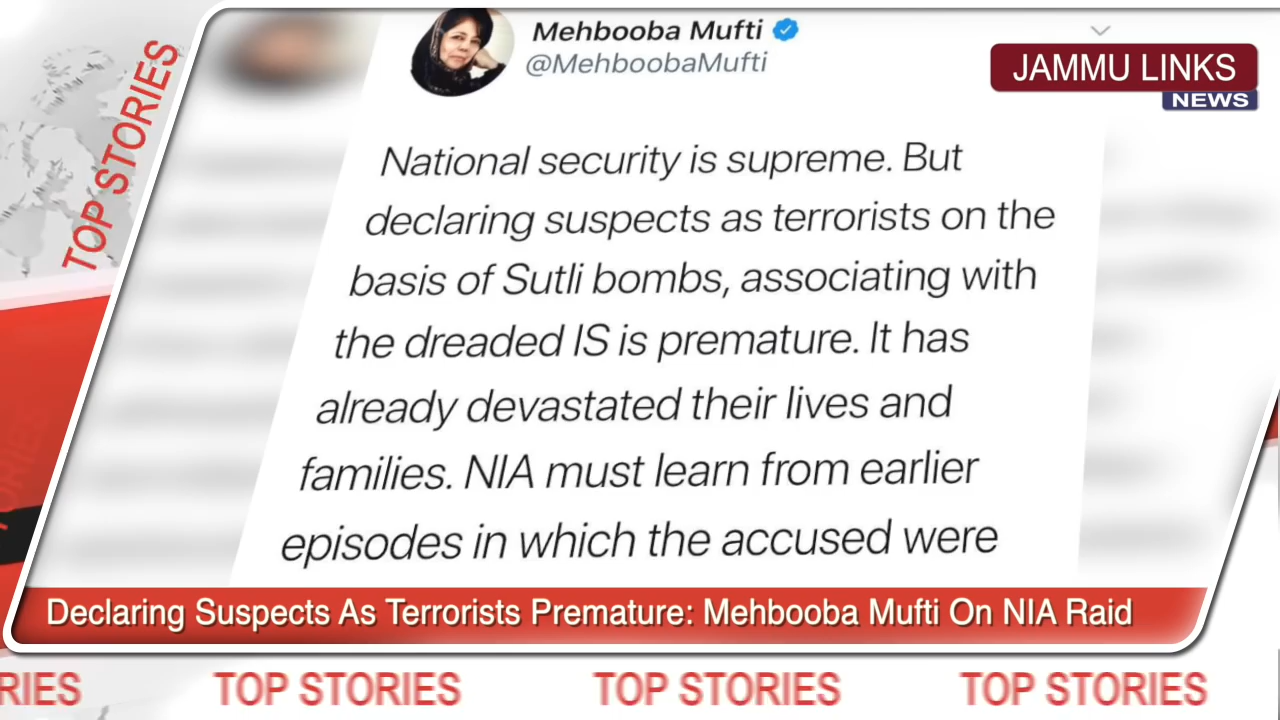 TOP STORIES
Mehbooba Mufti
@MehboobaMufti
JAMMU LINKS
NEWS
National security is supreme. But
declaring suspects as terrorists on the
basis of Sutli bombs, associating with
the dreaded IS is premature. It has
already devastated their lives and
families. NIA must learn from earlier
episodes in which the accused were
Declaring Suspects As Terrorists Premature: Mehbooba Mufti On NIA Raid
RIES TOP STORIES TOP STORIES TOP STORIES